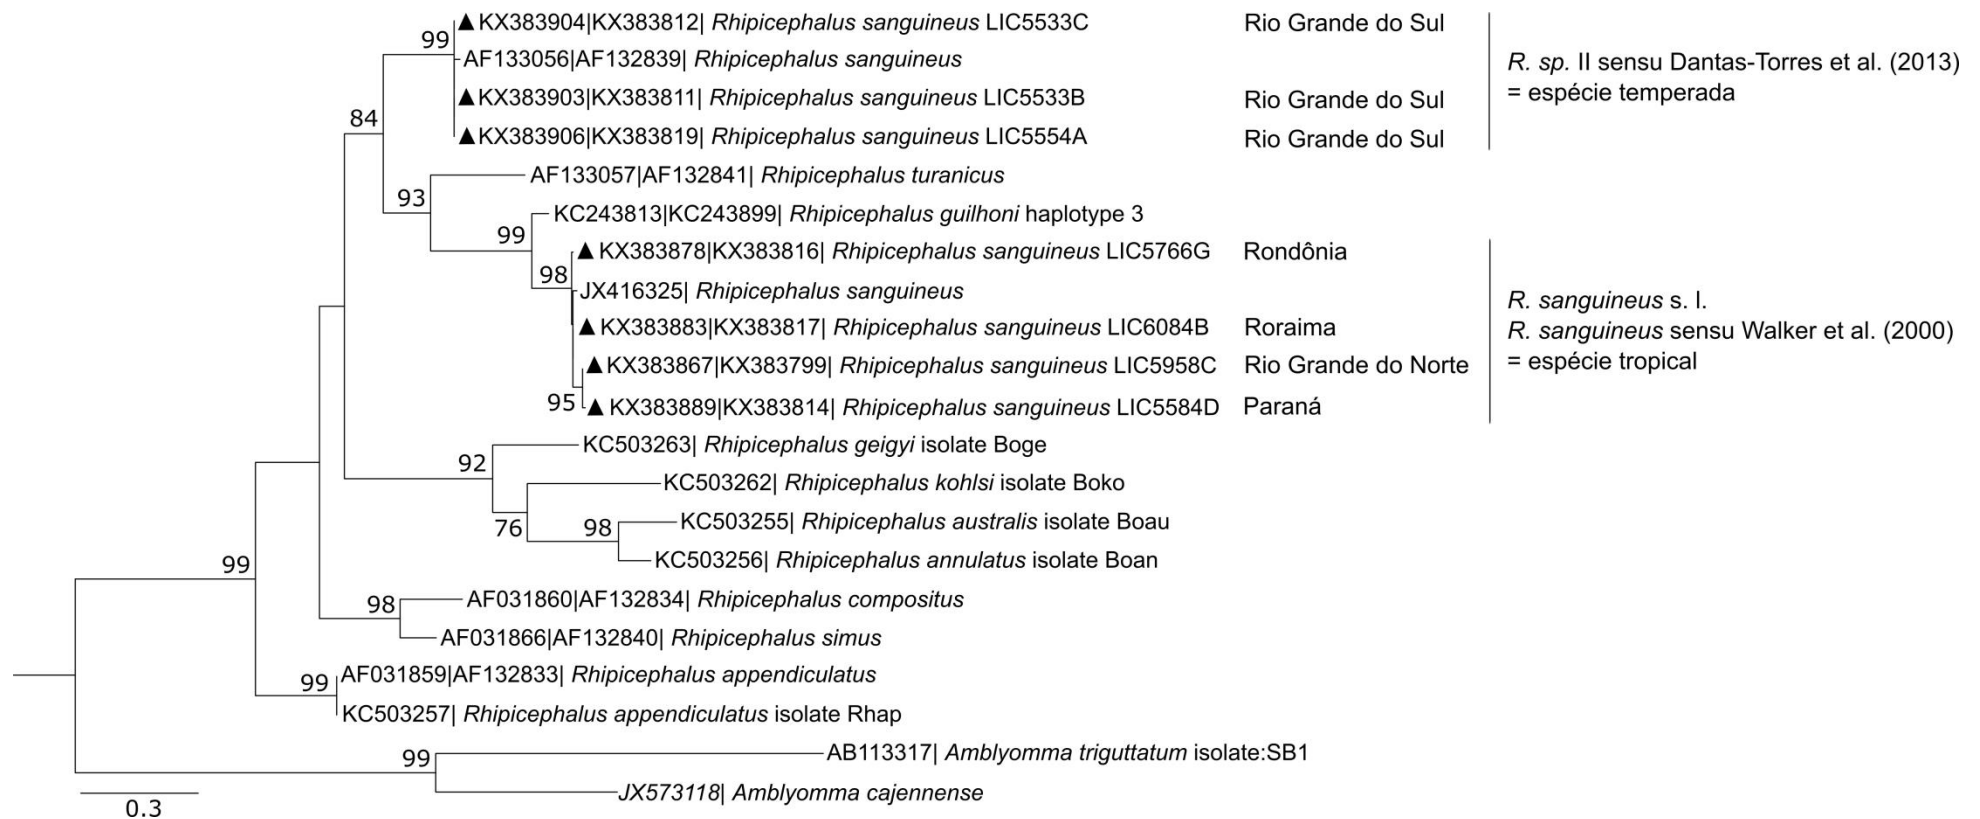 ▲KX383904|KX383812| Rhipicephalus sanguineus LIC5533C Rio Grande do Sul
99
AF133056|AF132839| Rhipicephalus sanguineus
R. sp. II sensu Dantas-Torres et al. (2013)
= espécie temperada
▲KX383903|KX383811| Rhipicephalus sanguineus LIC5533B Rio Grande do Sul
84
▲KX383906|KX383819| Rhipicephalus sanguineus LIC5554A Rio Grande do Sul
AF133057|AF132841| Rhipicephalus turanicus
93
KC243813|KC243899| Rhipicephalus guilhoni haplotype 3
99
▲ KX383878|KX383816| Rhipicephalus sanguineus LIC5766G Rondônia
98
JX416325| Rhipicephalus sanguineus
R. sanguineus s. l.
R. sanguineus sensu Walker et al. (2000)
= espécie tropical
▲ KX383883|KX383817| Rhipicephalus sanguineus LIC6084B Roraima
▲KX383867|KX383799| Rhipicephalus sanguineus LIC5958C Rio Grande do Norte
95
▲ KX383889|KX383814| Rhipicephalus sanguineus LIC5584D Paraná
KC503263| Rhipicephalus geigyi isolate Boge
92
KC503262| Rhipicephalus kohlsi isolate Boko
76
KC503255| Rhipicephalus australis isolate Boau
98
KC503256| Rhipicephalus annulatus isolate Boan
99
AF031860|AF132834| Rhipicephalus compositus
98
AF031866|AF132840| Rhipicephalus simus
AF031859|AF132833| Rhipicephalus appendiculatus
99
KC503257| Rhipicephalus appendiculatus isolate Rhap
AB113317| Amblyomma triguttatum isolate:SB1
99
JX573118| Amblyomma cajennense
0.3